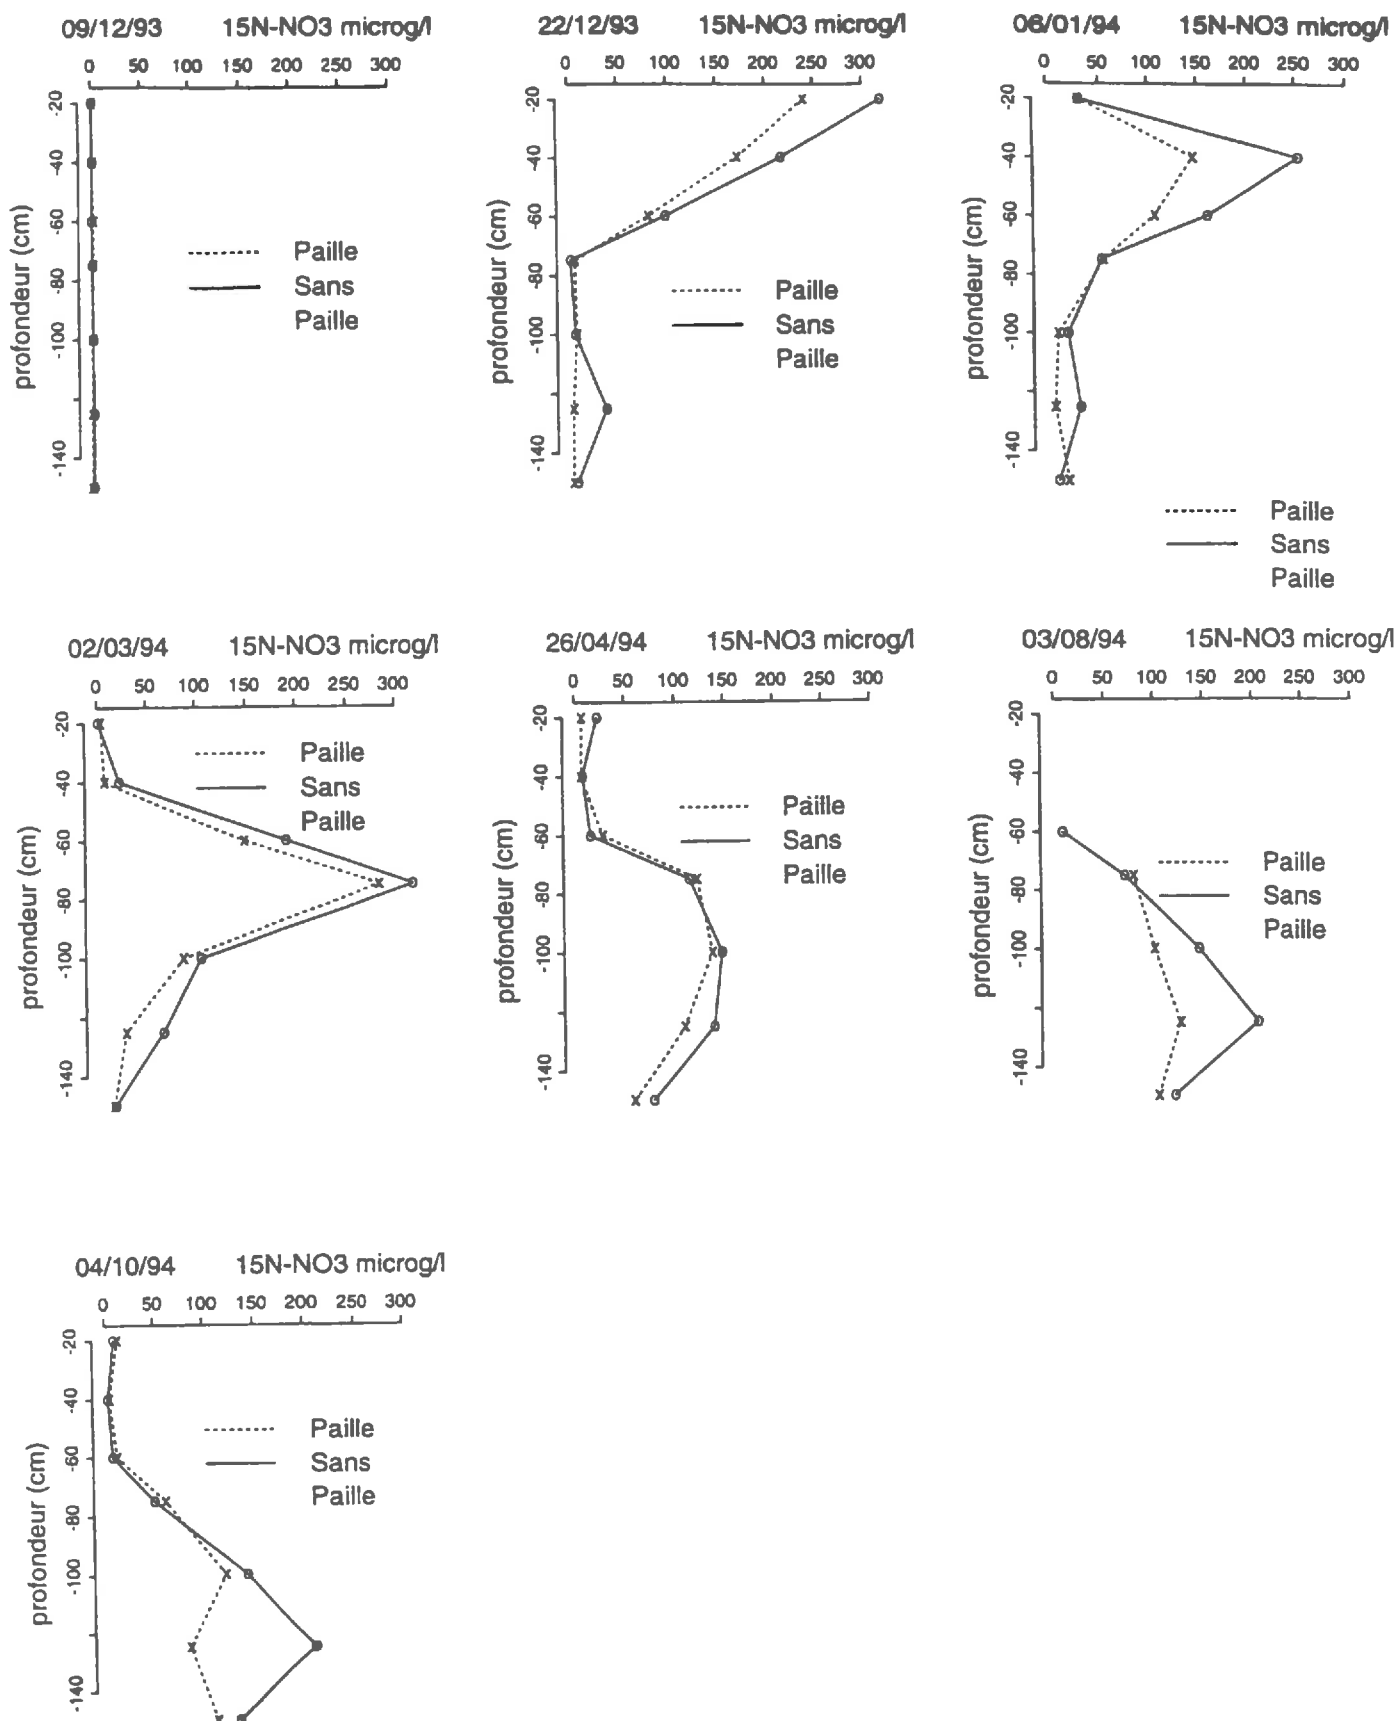 09/12/93 15N-NO3 microg/l
0 50 100 150 200 250 300
-20
-40
-60
-80
-100
-140
profondeur (cm)
Paille
Sans
Paille
22/12/93 15N-NO3 microg/l
0 50 100 150 200 250 300
-20
-40
-60
-80
-100
-140
profondeur (cm)
Paille
Sans
Paille
06/01/94 15N-NO3 microg/l
0 50 100 150 200 250 300
-20
-40
-60
-80
-100
-140
profondeur (cm)
Paille
Sans
Paille
02/03/94 15N-NO3 microg/l
0 50 100 150 200 250 300
-20
-40
-60
-80
-100
-140
profondeur (cm)
Paille
Sans
Paille
26/04/94 15N-NO3 microg/l
0 50 100 150 200 250 300
-20
-40
-60
-80
-100
-140
profondeur (cm)
Paille
Sans
Paille
03/08/94 15N-NO3 microg/l
0 50 100 150 200 250 300
-20
-40
-60
-80
-100
-140
profondeur (cm)
Paille
Sans
Paille
04/10/94 15N-NO3 microg/l
0 50 100 150 200 250 300
-20
-40
-60
-80
-100
-140
profondeur (cm)
Paille
Sans
Paille